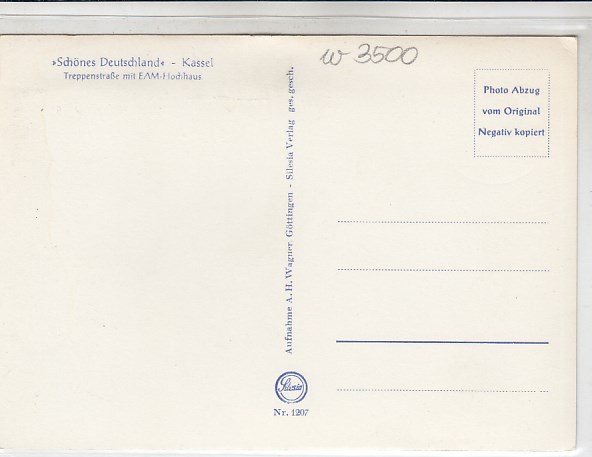 »Schönes Deutschland« - Kassel
Treppenstraße mit EAM-Hochhaus
w 3500
Photo Abzug
vom Original
Negativ kopiert
Aufnahme A. H. Wagner Göttingen - Silesia Verlag ges. gesch.
Silesia
Nr. 1207